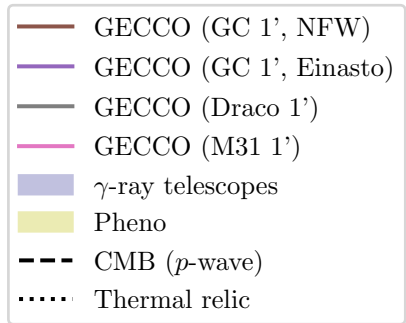 GECCO (GC 1', NFW)
GECCO (GC 1', Einasto)
GECCO (Draco 1')
GECCO (M31 1')
γ-ray telescopes
Pheno
CMB (p-wave)
Thermal relic